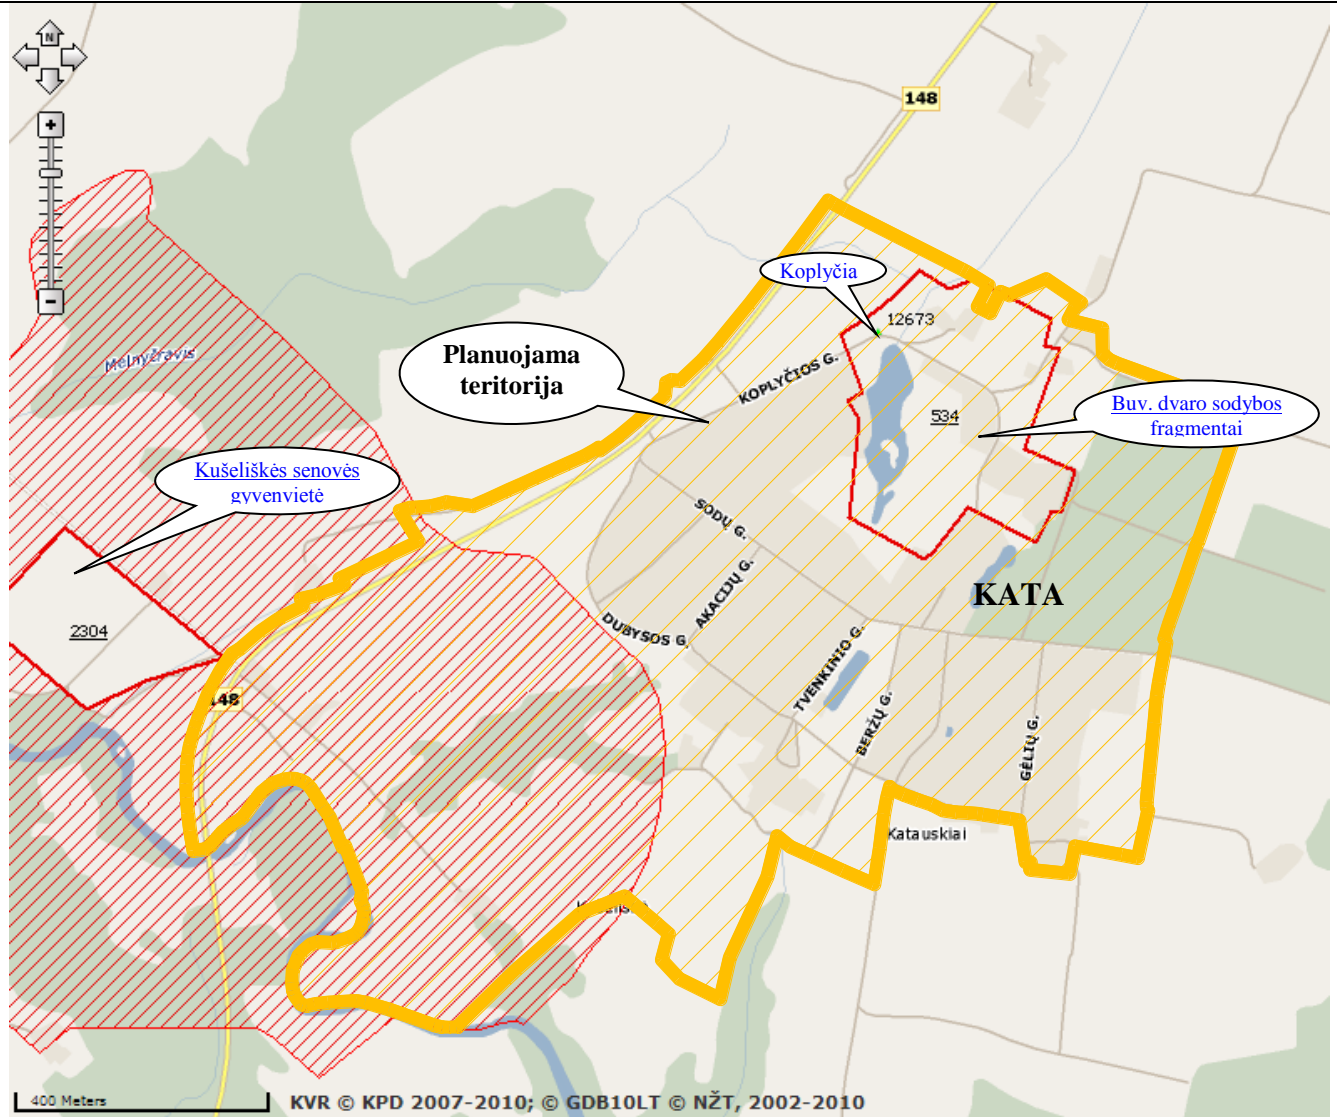 N
148
Koplyčia
12673
Melnyčravis
Planuojama
teritorija
KOPLYČIOS G.
534
Buv. dvaro sodybos
fragmentai
Kušeliškės senovės
gyvenvietė
SODŲ G.
AKACIJŲ G.
KATA
2304
DUBYSOS G.
TVENKINIO G.
148
BERŽŲ G.
GĖLIŲ G.
Katauskiai
400 Meters
KVR © KPD 2007-2010; © GDB10LT © NŽT, 2002-2010